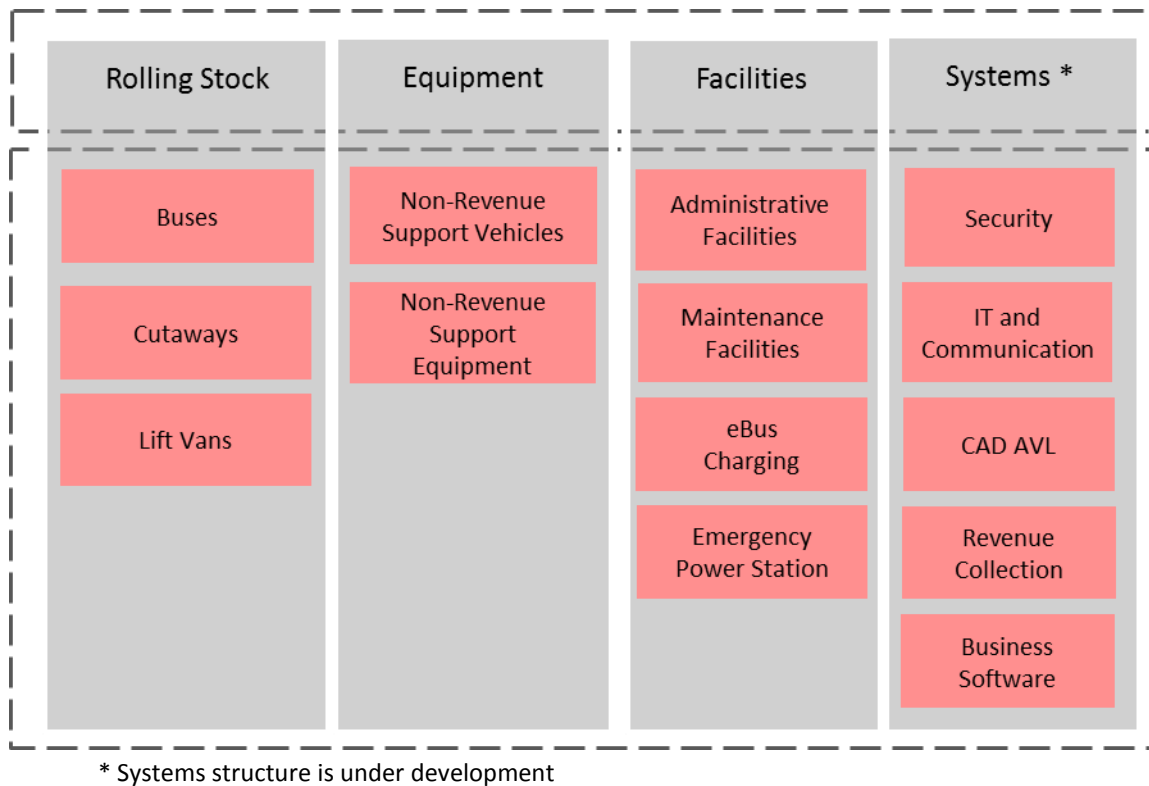 Rolling Stock
Equipment
Facilities
Systems *
Buses
Cutaways
Lift Vans
Non-Revenue
Support Vehicles
Non-Revenue
Support
Equipment
Administrative
Facilities
Maintenance
Facilities
eBus
Charging
Emergency
Power Station
Security
IT and
Communication
CAD AVL
Revenue
Collection
Business
Software
* Systems structure is under development